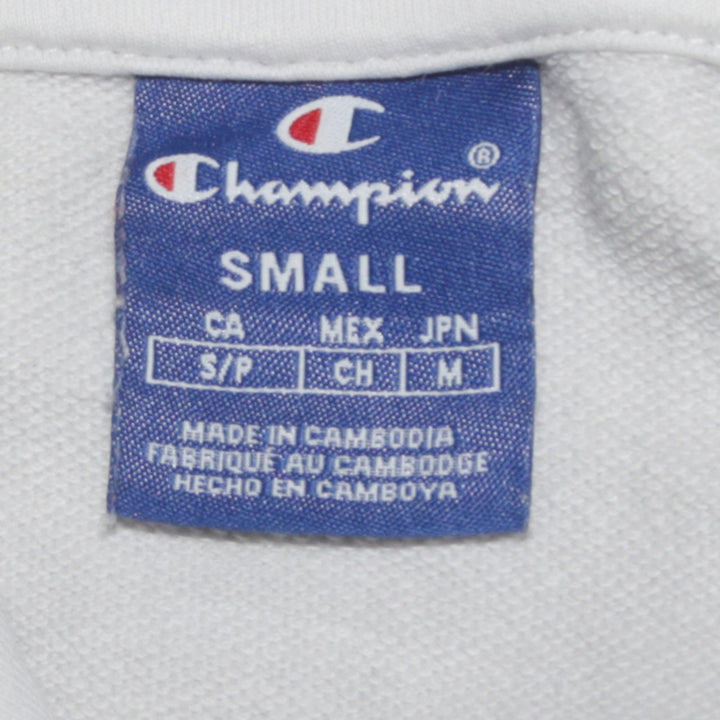 Champion®
SMALL
CA MEX JPN
S/P CH M
MADE IN CAMBODIA
FABRIQUÉ AU CAMBODGE
HECHO EN CAMBOYA